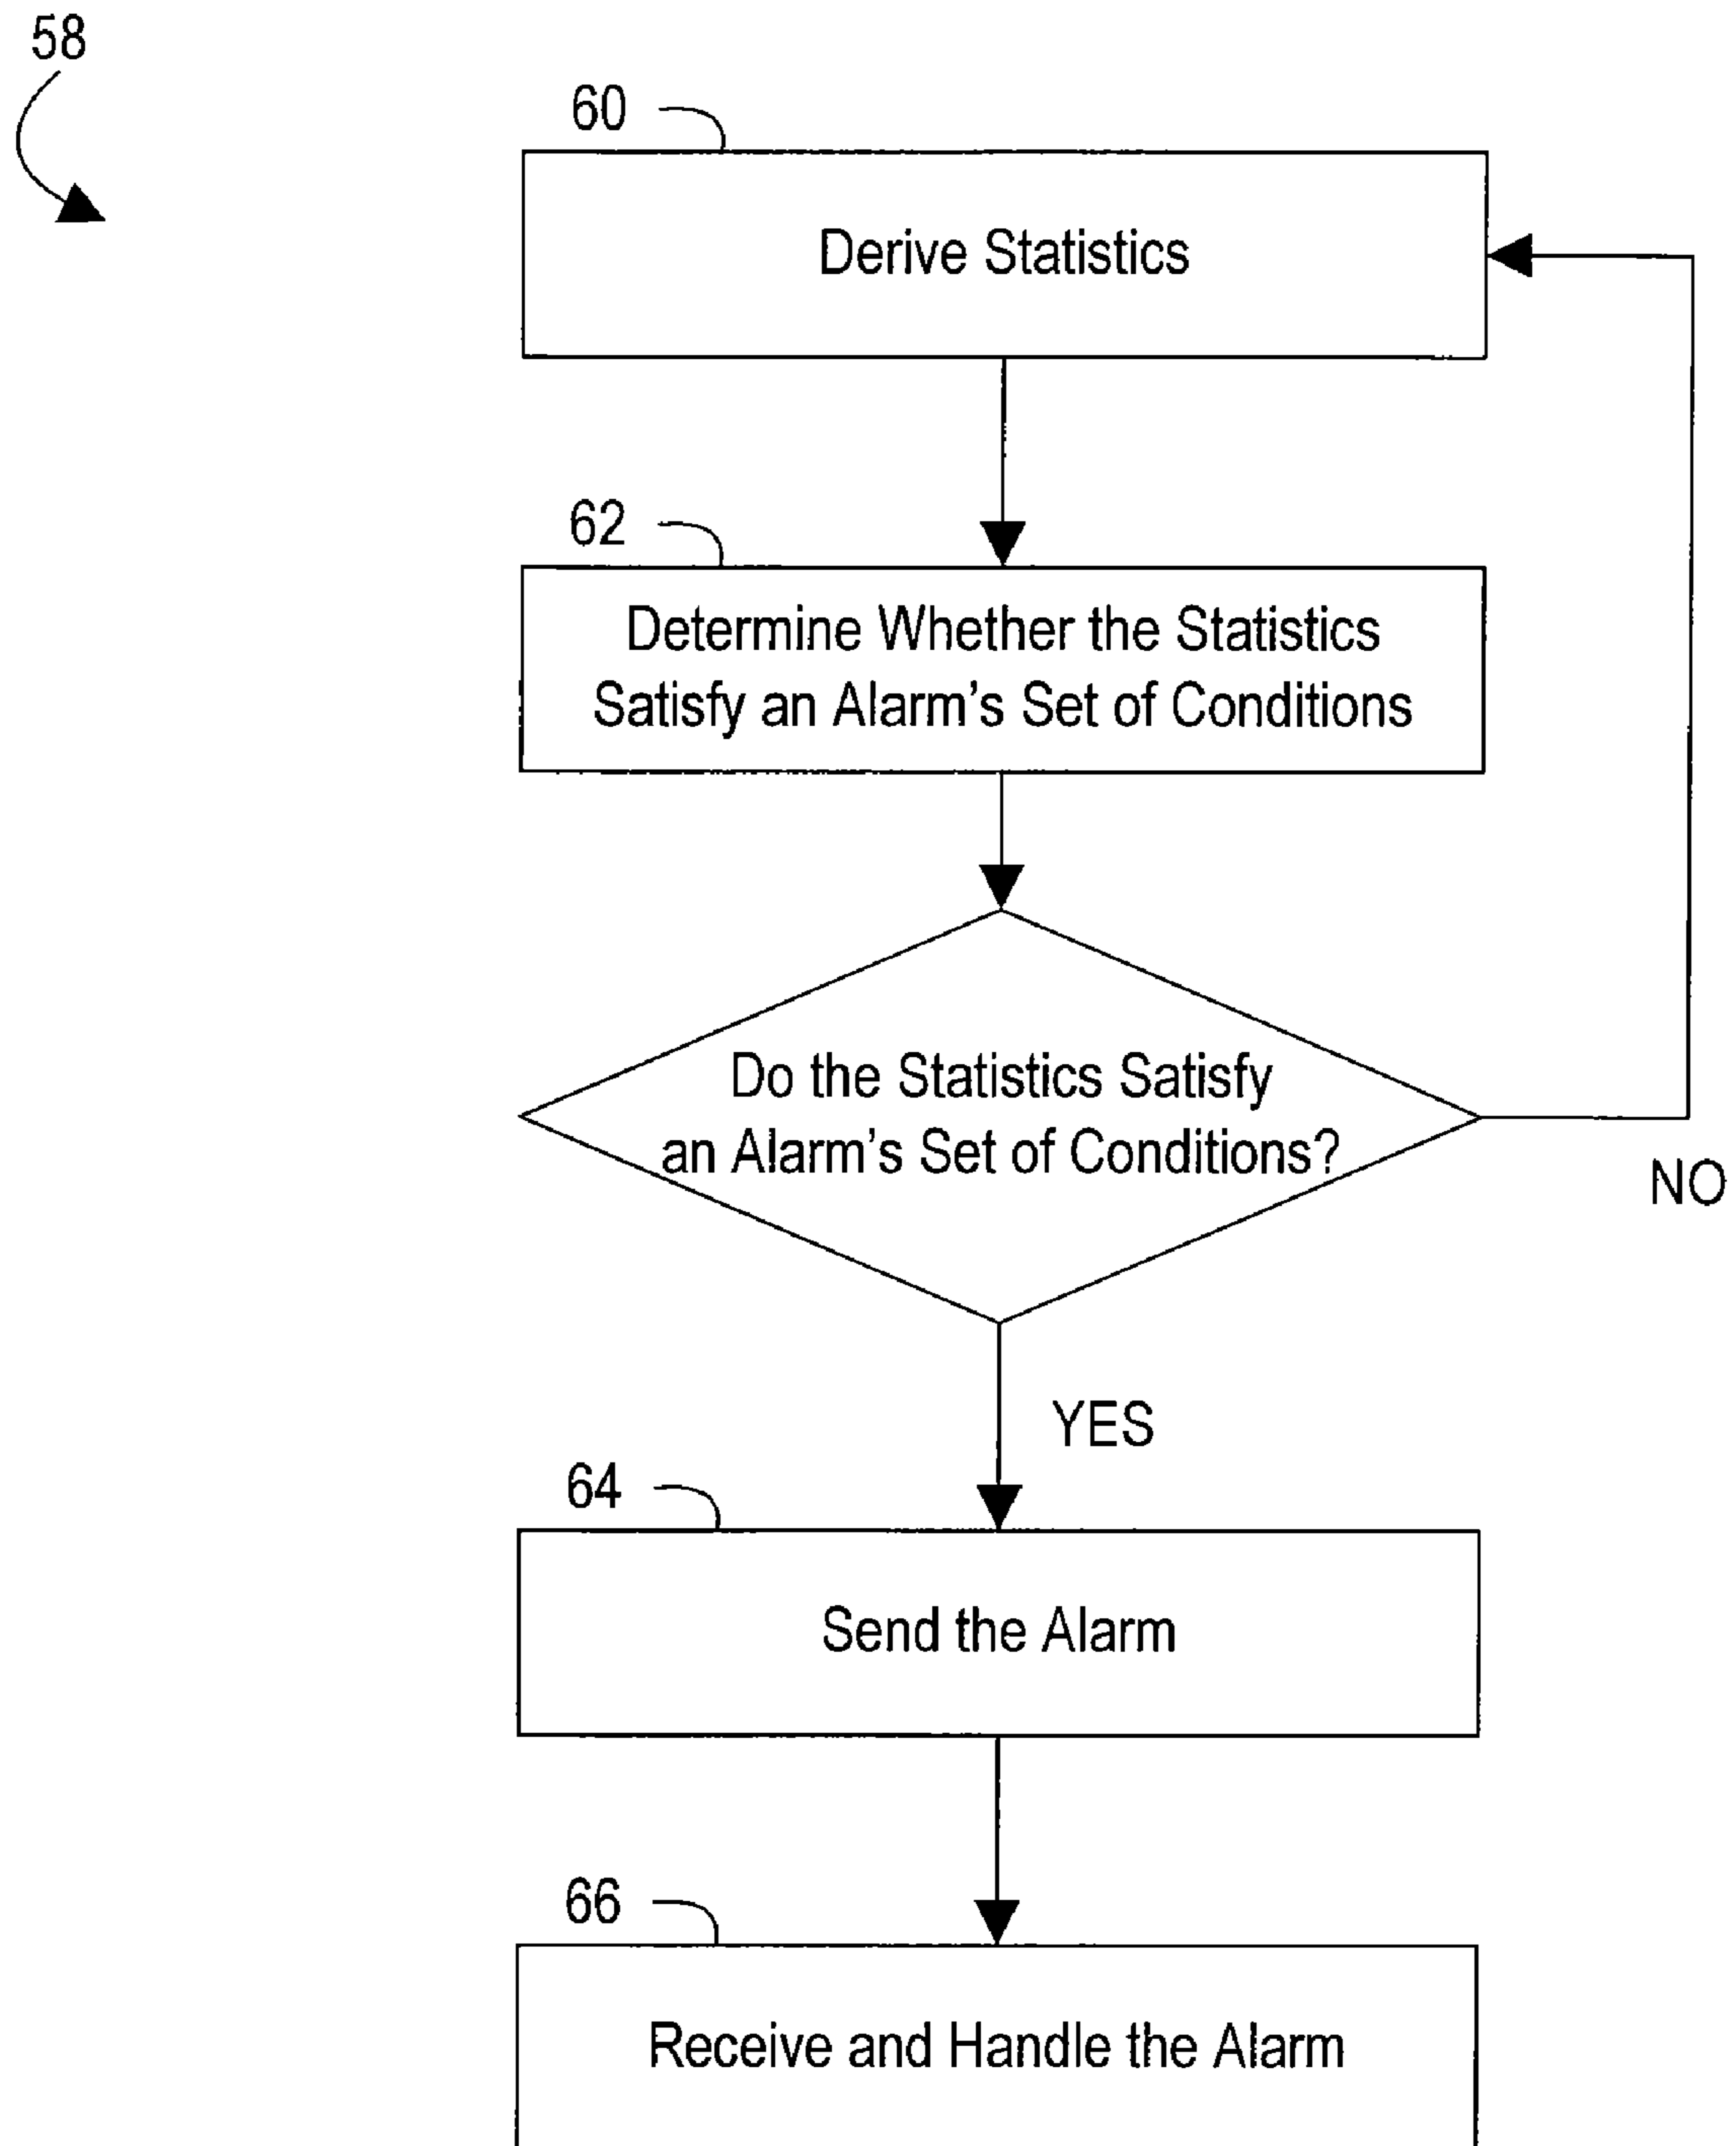 58
60
Derive Statistics
62
Determine Whether the Statistics
Satisfy an Alarm's Set of Conditions
Do the Statistics Satisfy
an Alarm's Set of Conditions?
NO
YES
64
Send the Alarm
66
Receive and Handle the Alarm